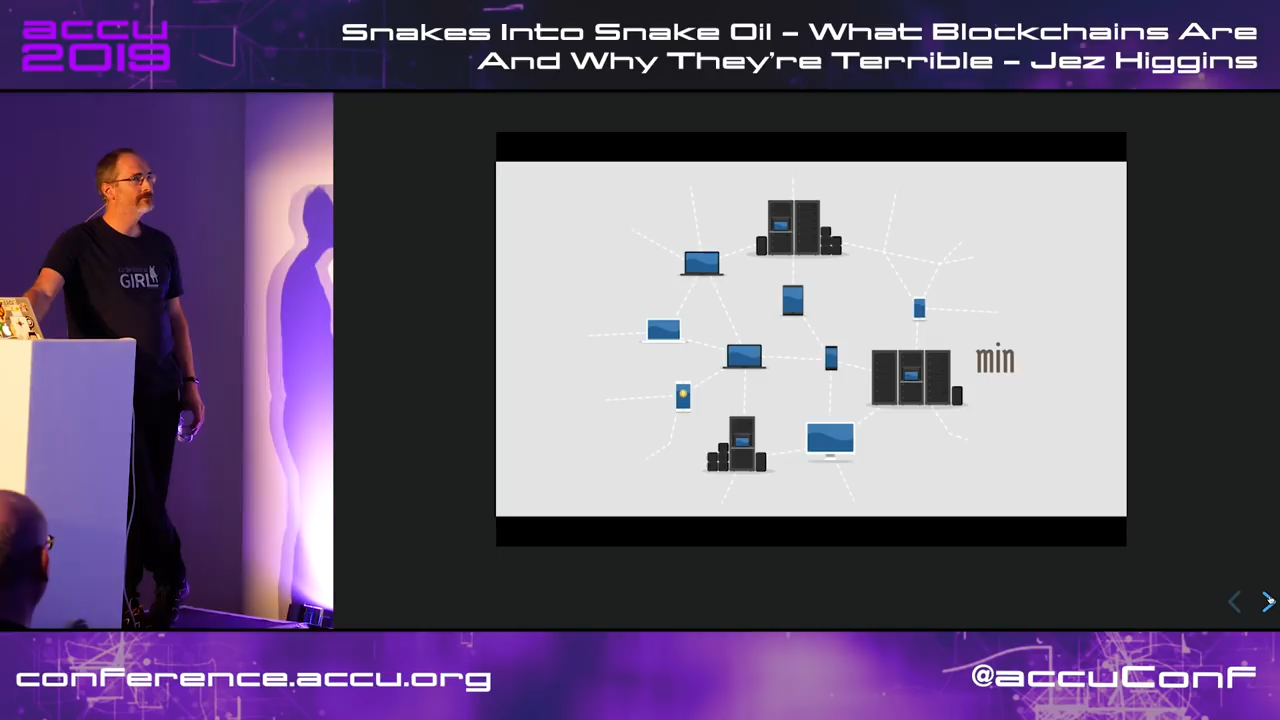 accu
2019
Snakes Into Snake Oil – What Blockchains Are
And Why They're Terrible – Jez Higgins
GIRL
min
conference.accu.org
@accuConf